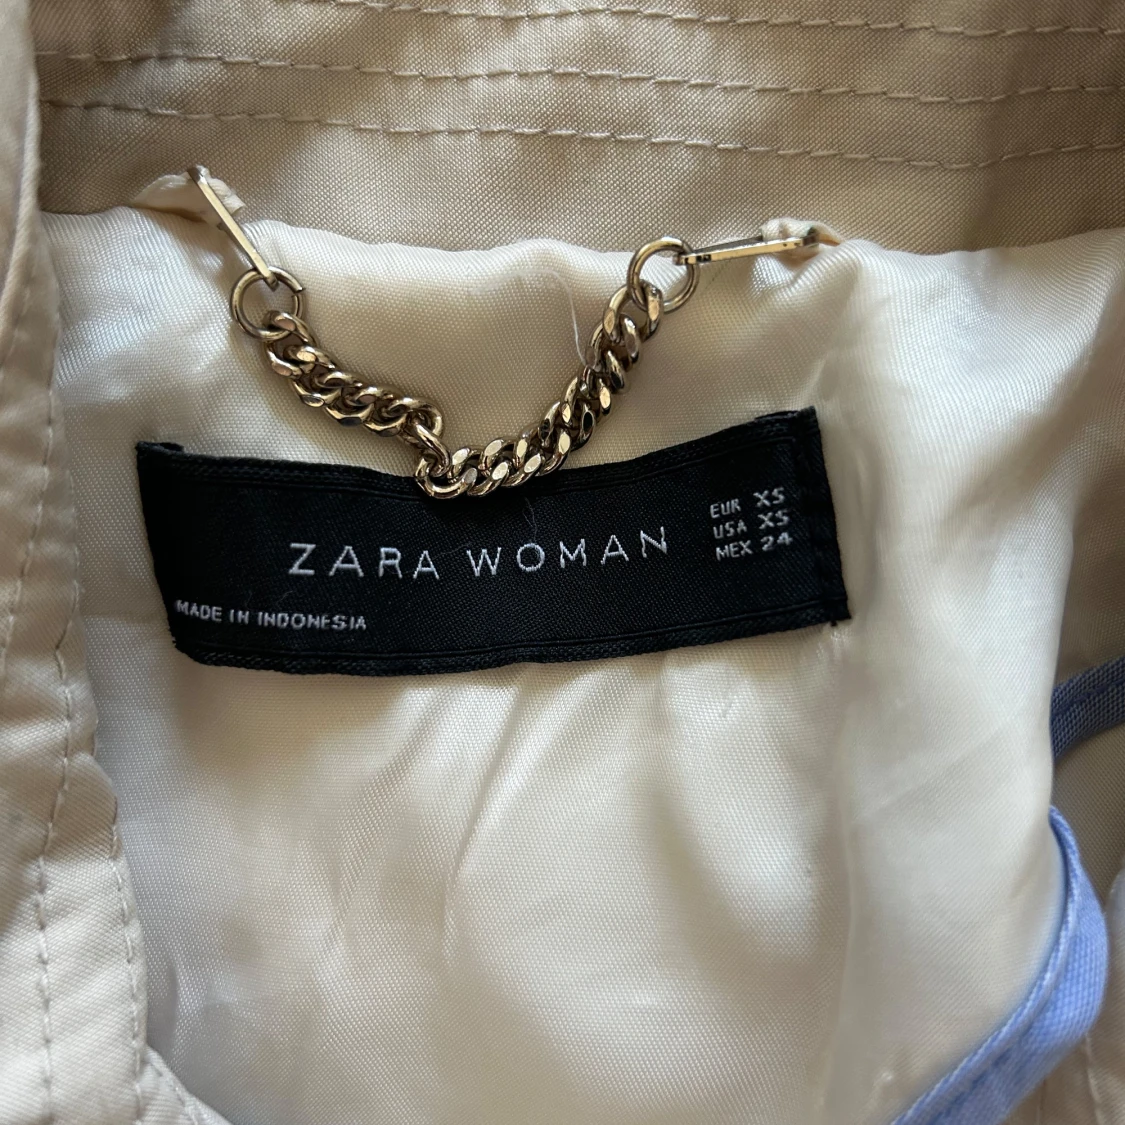 ZARA WOMAN
EUR XS
USA XS
MEX 24
MADE IN INDONESIA